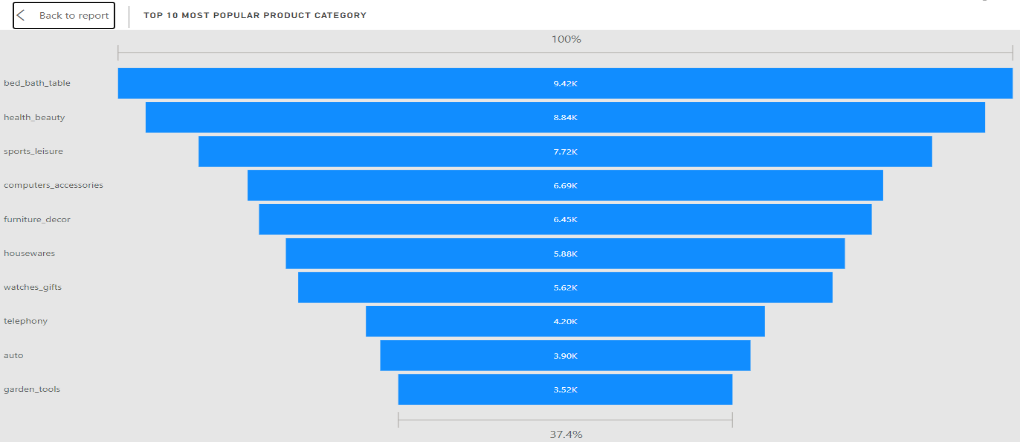 Back to report
TOP 10 MOST POPULAR PRODUCT CATEGORY
100%
bed_bath_table 9.42K
health_beauty 8.84K
sports_leisure 7.72K
computers_accessories 6.69K
furniture_decor 6.45K
housewares 5.88K
watches_gifts 5.62K
telephony 4.20K
auto 3.90K
garden_tools 3.52K
37.4%